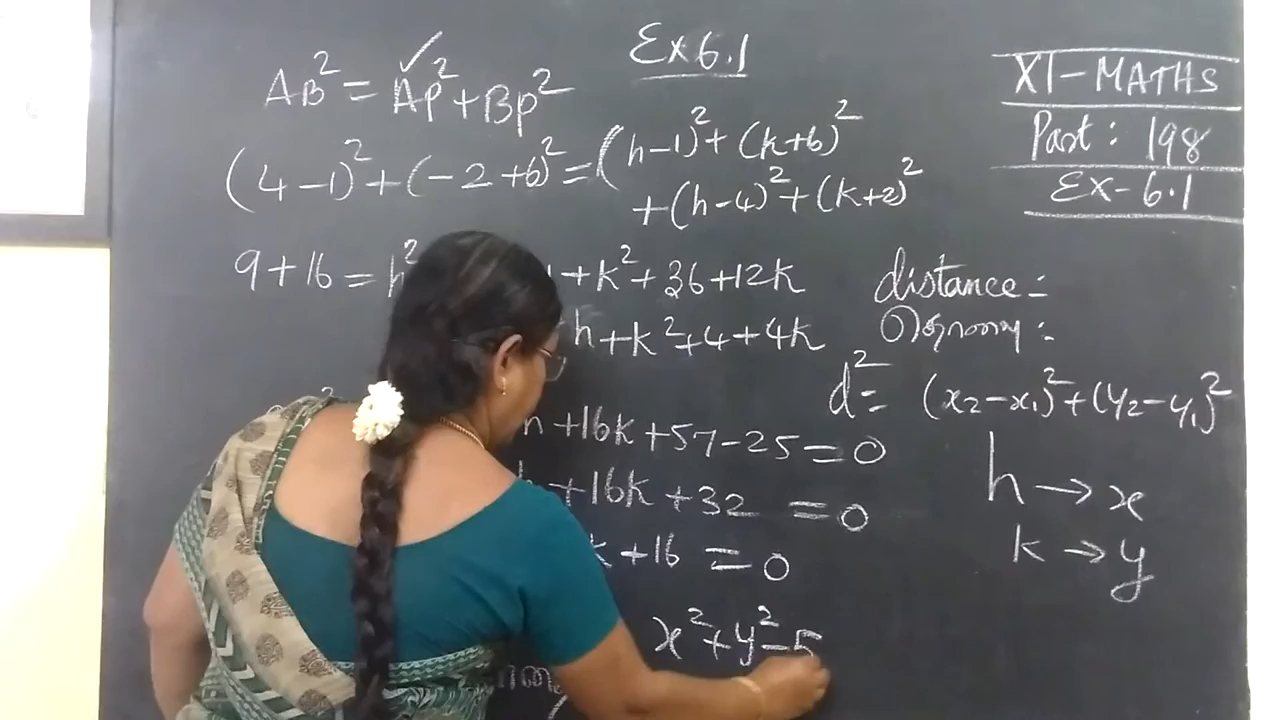 Ex 6.1
XI-MATHS
Part: 198
EX-6.1
AB² = AP² + BP²
(4-1)² + (-2+6)² = (h-1)² + (k+6)²
+ (h-4)² + (k+2)²
9+16 = h² + k² + 36 + 12k
h + k² + 4 + 4k
h + 16k + 57 - 25 = 0
h + 16k + 32 = 0
k + 16 = 0
x² + y² - 5
distance:
d² = (x₂-x₁)² + (y₂-y₁)²
h → x
k → y